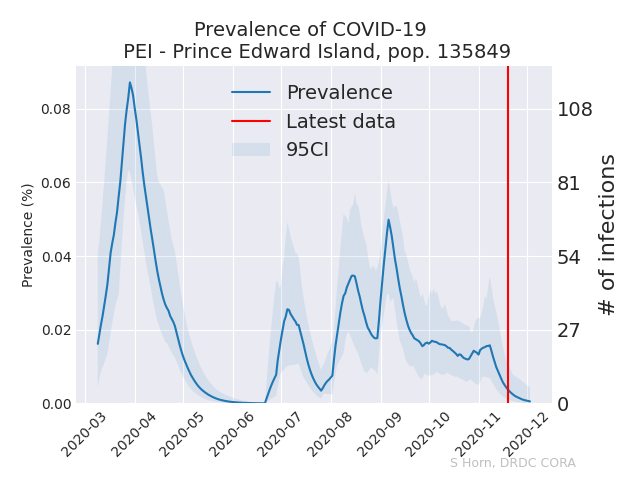 Prevalence of COVID-19
PEI - Prince Edward Island, pop. 135849
Prevalence
Latest data
95CI
Prevalence (%)
0.08
0.06
0.04
0.02
0.00
108
81
54
27
0
# of infections
2020-03
2020-04
2020-05
2020-06
2020-07
2020-08
2020-09
2020-10
2020-11
2020-12
S Horn, DRDC CORA